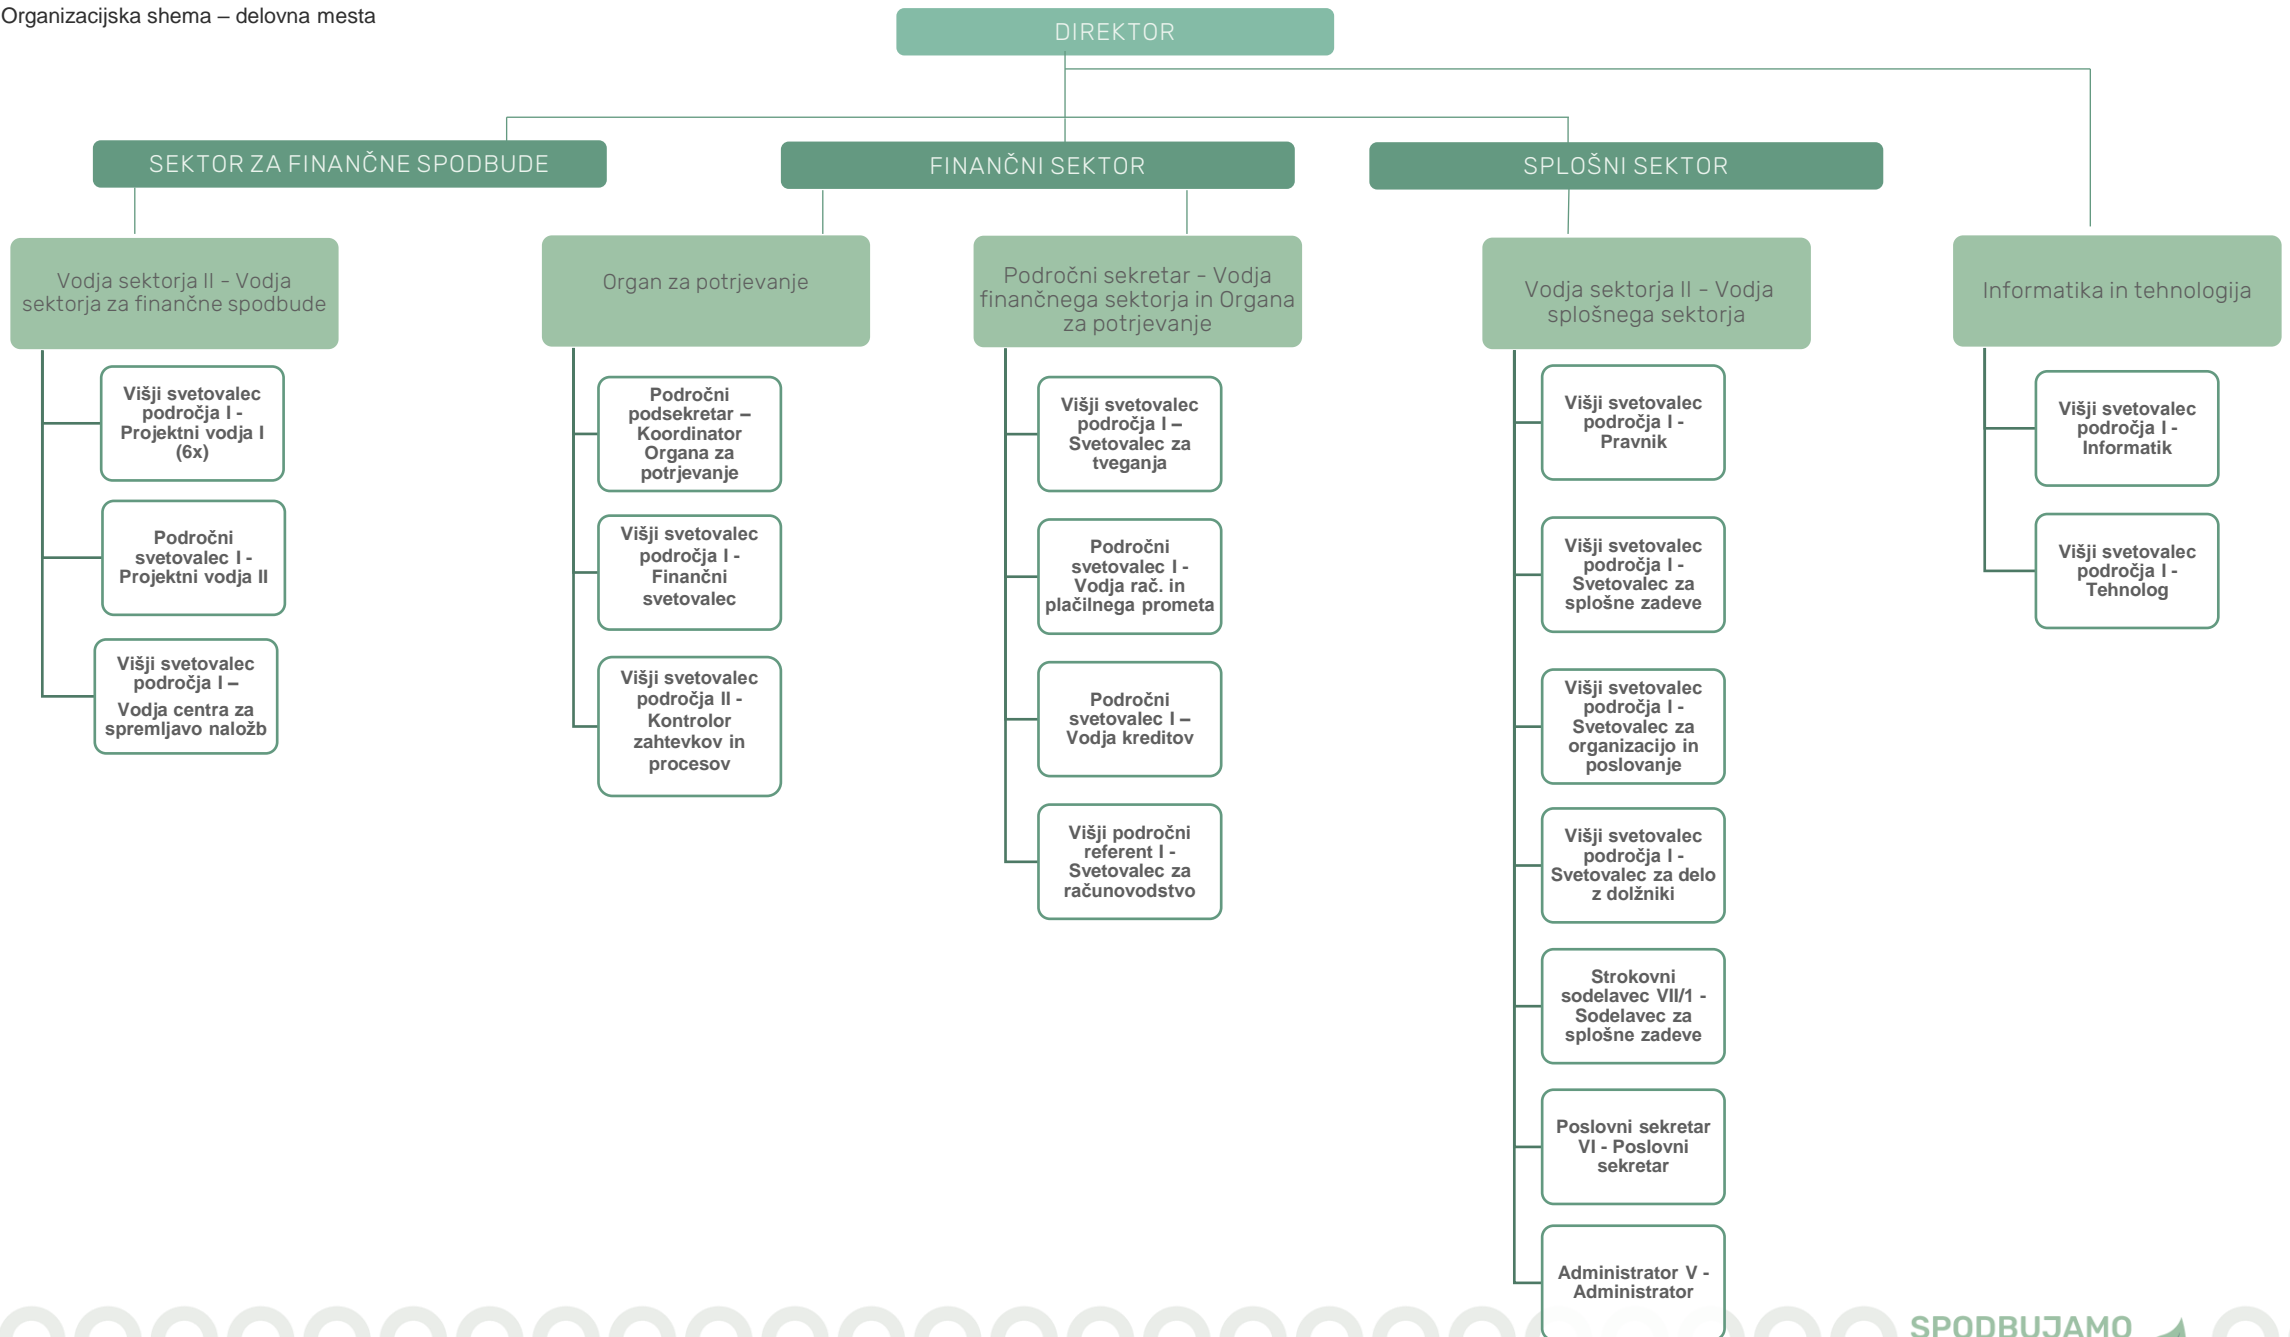 Organizacijska shema – delovna mesta
DIREKTOR
SEKTOR ZA FINANČNE SPODBUDE
FINANČNI SEKTOR
SPLOŠNI SEKTOR
Vodja sektorja II - Vodja
sektorja za finančne spodbude
Višji svetovalec
področja I -
Projektni vodja I
(6x)
Področni
svetovalec I -
Projektni vodja II
Višji svetovalec
področja I –
Vodja centra za
spremljavo naložb
Organ za potrjevanje
Področni
podsekretar –
Koordinator
Organa za
potrjevanje
Višji svetovalec
področja I -
Finančni
svetovalec
Višji svetovalec
področja II -
Kontrolor
zahtevkov in
procesov
Področni sekretar - Vodja
finančnega sektorja in Organa
za potrjevanje
Višji svetovalec
področja I –
Svetovalec za
tveganja
Področni
svetovalec I -
Vodja rač. in
plačilnega prometa
Področni
svetovalec I –
Vodja kreditov
Višji področni
referent I -
Svetovalec za
računovodstvo
Vodja sektorja II - Vodja
splošnega sektorja
Višji svetovalec
področja I -
Pravnik
Višji svetovalec
področja I -
Svetovalec za
splošne zadeve
Višji svetovalec
področja I -
Svetovalec za
organizacijo in
poslovanje
Višji svetovalec
področja I -
Svetovalec za delo
z dolžniki
Strokovni
sodelavec VII/1 -
Sodelavec za
splošne zadeve
Poslovni sekretar
VI - Poslovni
sekretar
Administrator V -
Administrator
Informatika in tehnologija
Višji svetovalec
področja I -
Informatik
Višji svetovalec
področja I -
Tehnolog
SPODBUJAMO